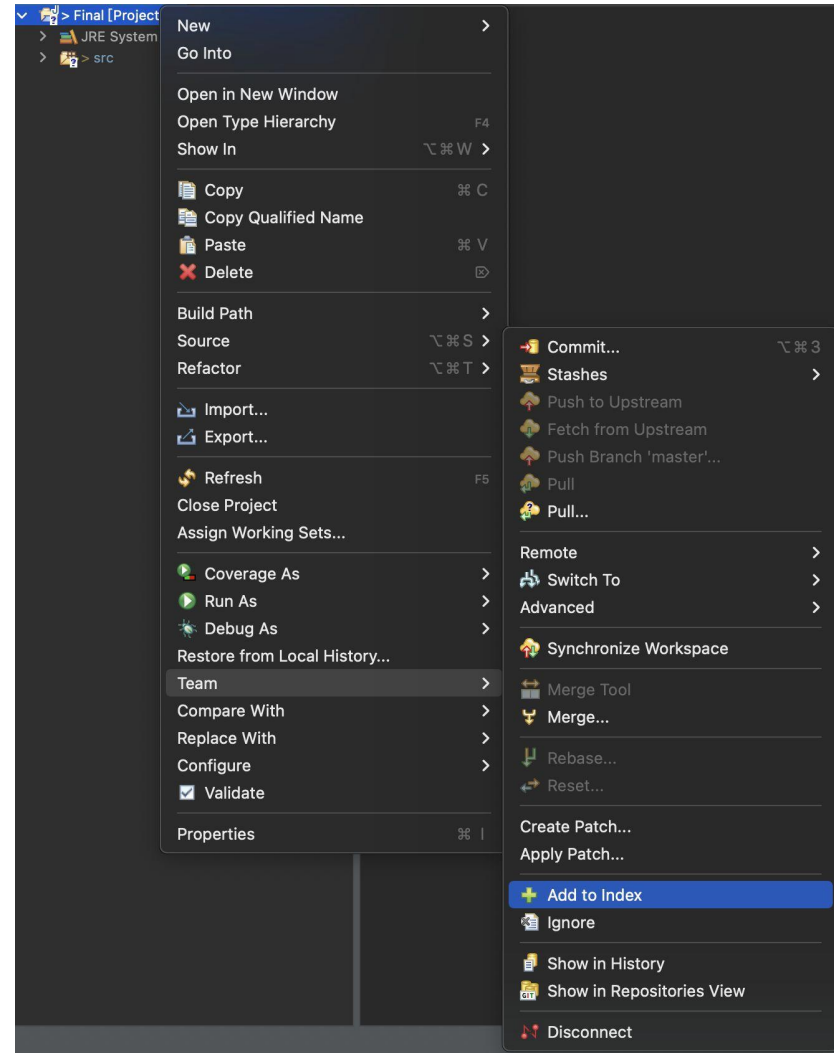 > Final [Project
JRE System
> src
New
Go Into
Open in New Window
Open Type Hierarchy F4
Show In ⌥⌘W
Copy ⌘C
Copy Qualified Name
Paste ⌘V
Delete ⌦
Build Path
Source ⌥⌘S
Refactor ⌥⌘T
Import...
Export...
Refresh F5
Close Project
Assign Working Sets...
Coverage As
Run As
Debug As
Restore from Local History...
Team
Compare With
Replace With
Configure
Validate
Properties ⌘I
Commit... ⌥⌘3
Stashes
Push to Upstream
Fetch from Upstream
Push Branch 'master'...
Pull
Pull...
Remote
Switch To
Advanced
Synchronize Workspace
Merge Tool
Merge...
Rebase...
Reset...
Create Patch...
Apply Patch...
Add to Index
Ignore
Show in History
GIT Show in Repositories View
Disconnect